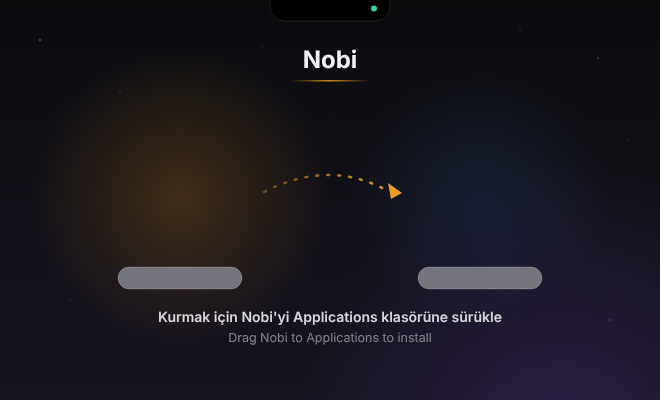 Nobi
Kurmak için Nobi'yi Applications klasörüne sürükle
Drag Nobi to Applications to install